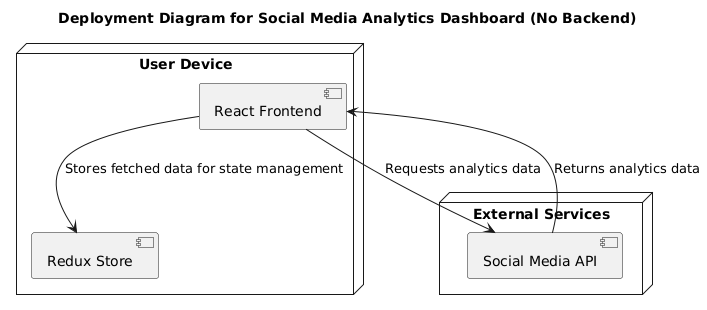 Deployment Diagram for Social Media Analytics Dashboard (No Backend)
User Device
React Frontend
Stores fetched data for state management
Requests analytics data
Returns analytics data
External Services
Redux Store
Social Media API